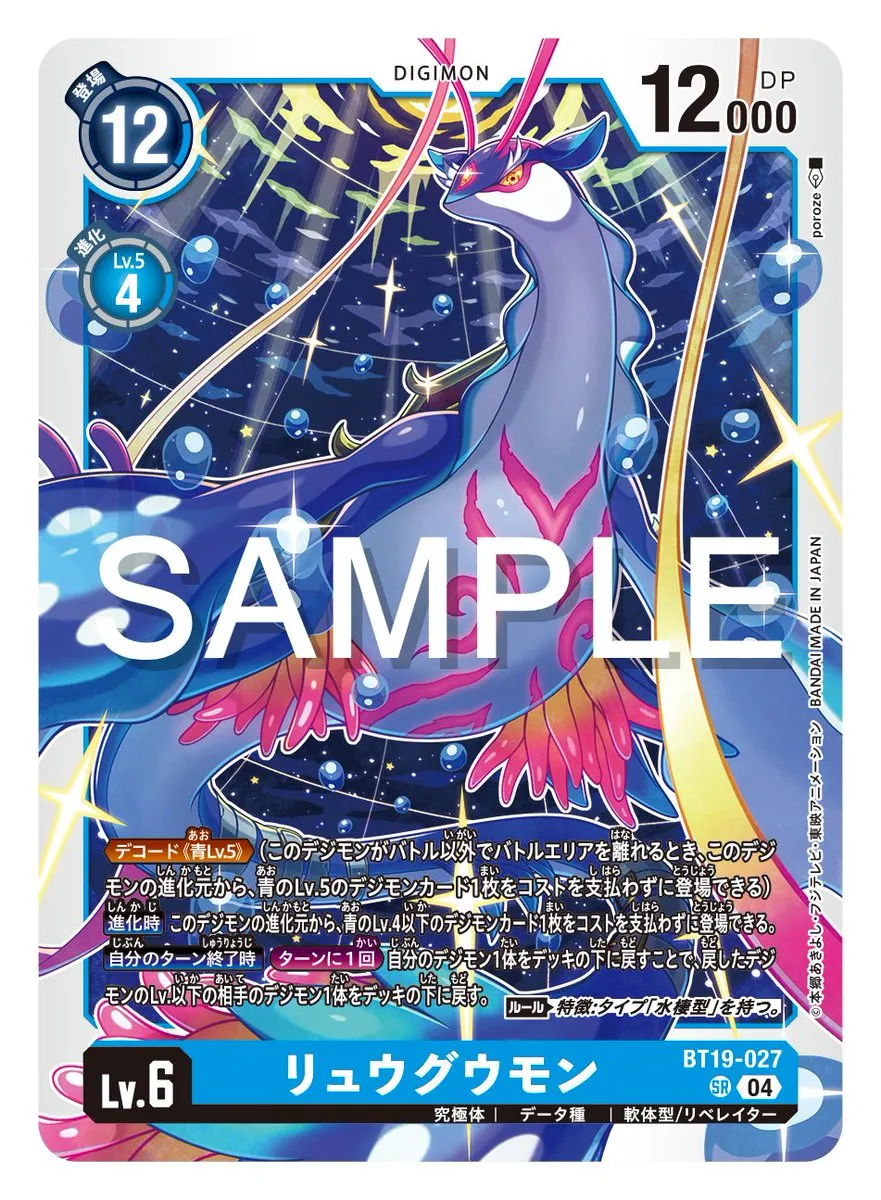 DIGIMON
登場
12
12000
DP
進化
Lv.5
4
poroze
SAMPLE
デコード《青Lv.5》(このデジモンがバトル以外でバトルエリアを離れるとき、このデジ
モンの進化元から、青のLv.5のデジモンカード1枚をコストを支払わずに登場できる)
進化時 このデジモンの進化元から、青のLv.4以下のデジモンカード1枚をコストを支払わずに登場できる。
自分のターン終了時 ターンに1回 自分のデジモン1体をデッキの下に戻すことで、戻したデジ
モンのLv.以下の相手のデジモン1体をデッキの下に戻す。
ルール 特徴:タイプ「水棲型」を持つ。
©本郷あきよし・フジテレビ・東映アニメーション BANDAI MADE IN JAPAN
Lv.6
リュウグウモン
BT19-027
SR 04
究極体 | データ種 | 軟体型/リベレイター